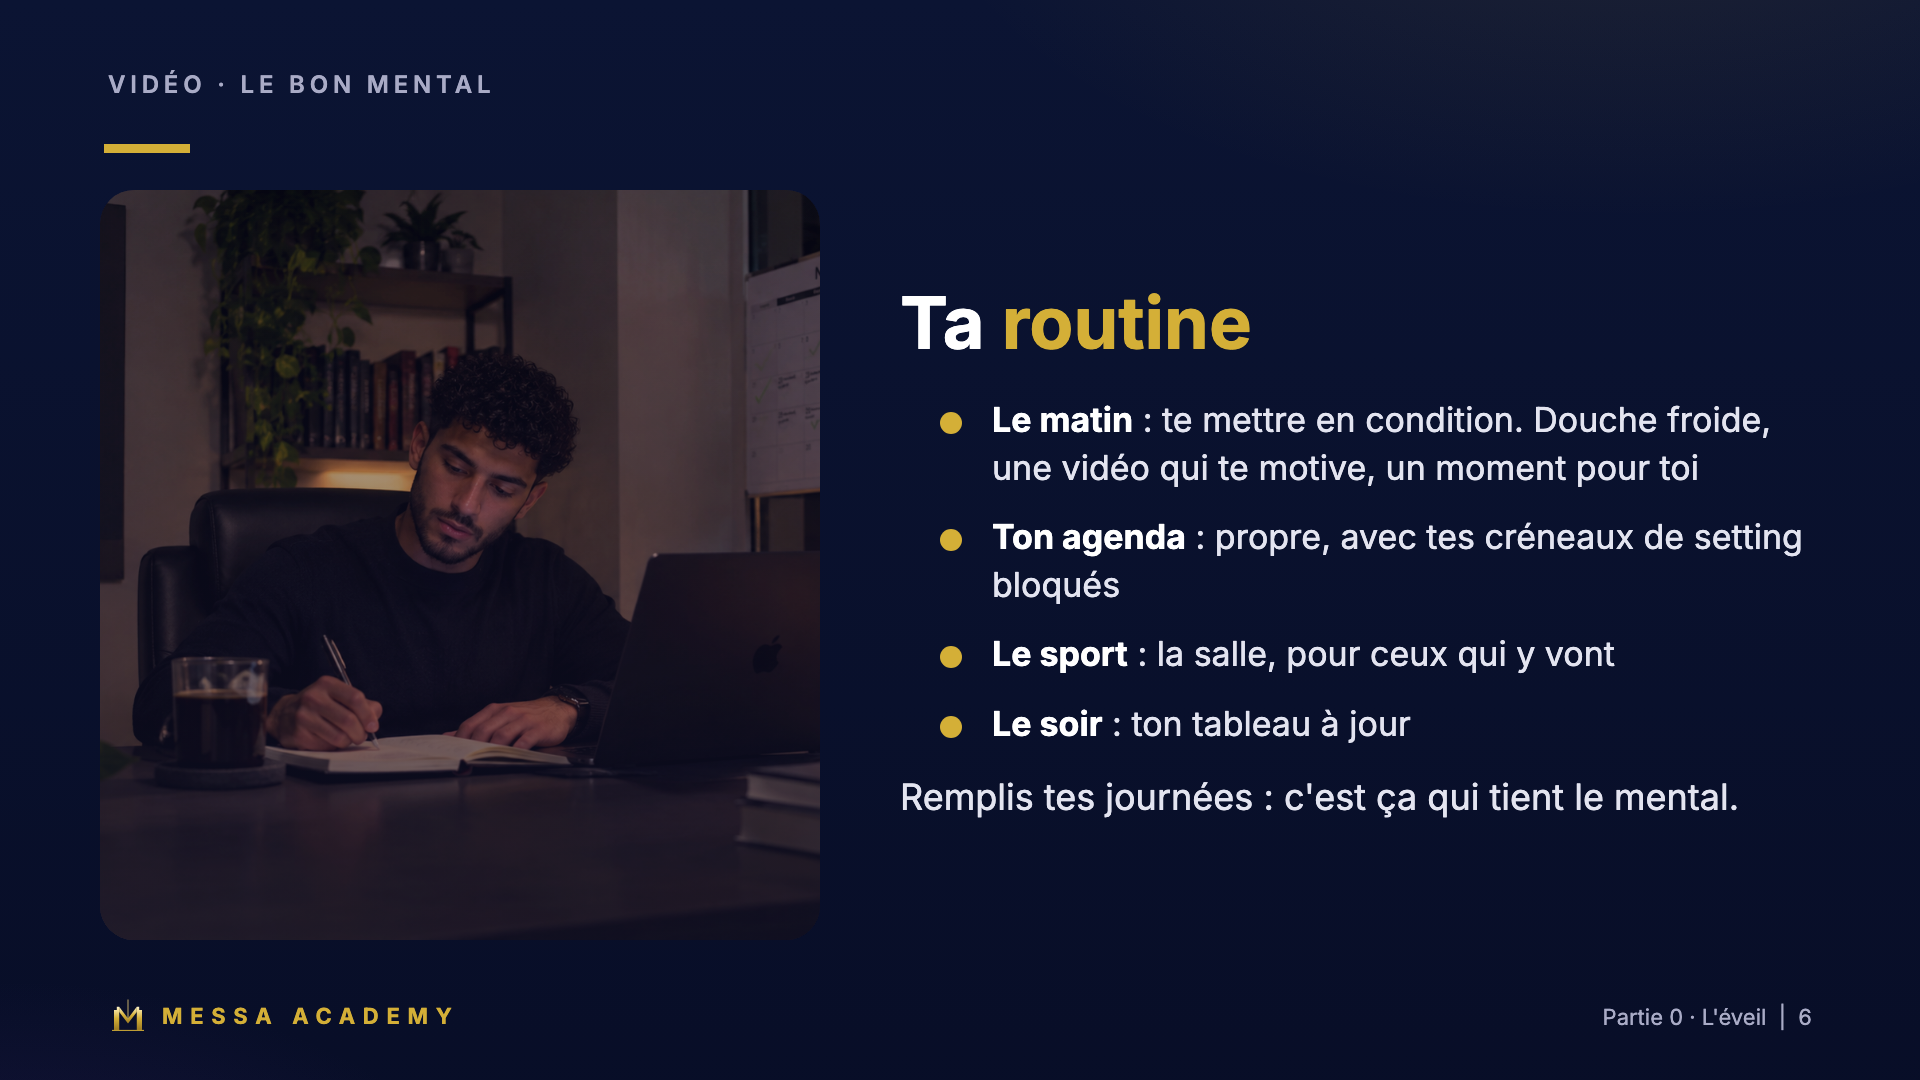 VIDÉO · LE BON MENTAL
Ta routine
Le matin : te mettre en condition. Douche froide,
une vidéo qui te motive, un moment pour toi
Ton agenda : propre, avec tes créneaux de setting
bloqués
Le sport : la salle, pour ceux qui y vont
Le soir : ton tableau à jour
Remplis tes journées : c'est ça qui tient le mental.
MESSA ACADEMY
Partie 0 · L'éveil | 6